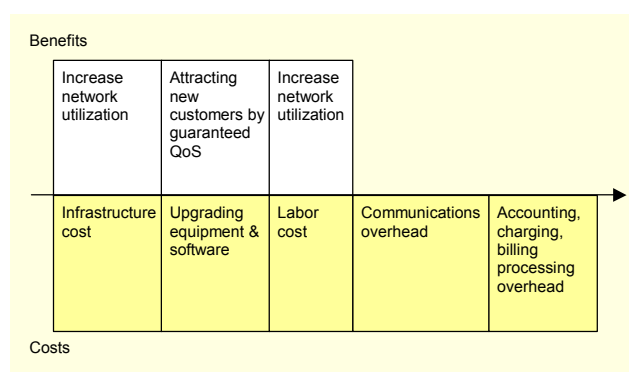 Benefits
Increase
network
utilization
Attracting
new
customers by
guaranteed
QoS
Increase
network
utilization
Infrastructure
cost
Upgrading
equipment &
software
Labor
cost
Communications
overhead
Accounting,
charging,
billing
processing
overhead
Costs